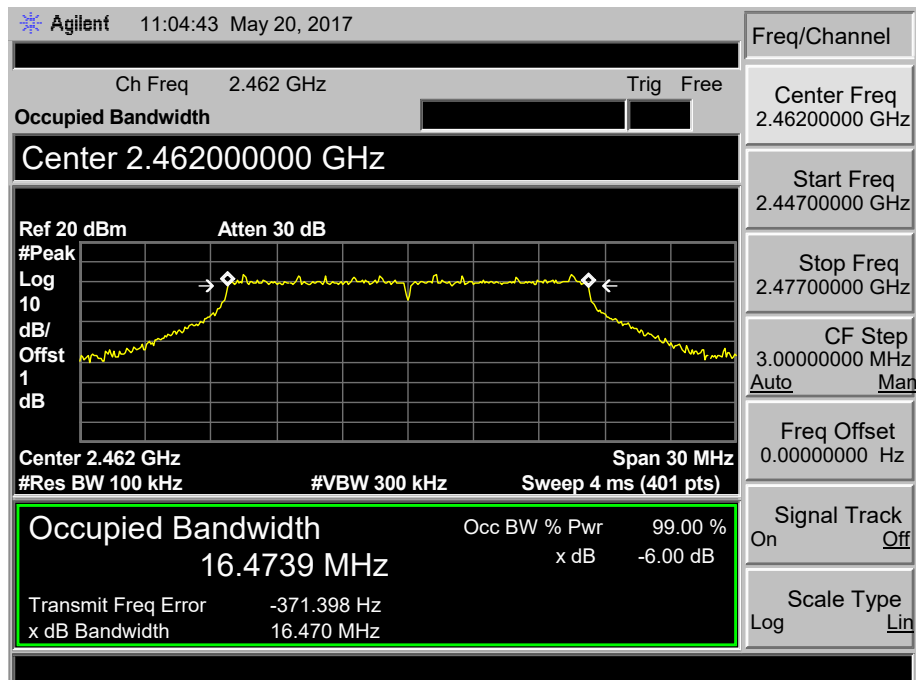 Agilent 11:04:43 May 20, 2017
Ch Freq 2.462 GHz Trig Free
Occupied Bandwidth
Center 2.462000000 GHz
Ref 20 dBm Atten 30 dB
#Peak
Log
10
dB/
Offst
1
dB
Center 2.462 GHz Span 30 MHz
#Res BW 100 kHz #VBW 300 kHz Sweep 4 ms (401 pts)
Occupied Bandwidth Occ BW % Pwr 99.00 %
16.4739 MHz x dB -6.00 dB
Transmit Freq Error -371.398 Hz
x dB Bandwidth 16.470 MHz
Freq/Channel
Center Freq
2.46200000 GHz
Start Freq
2.44700000 GHz
Stop Freq
2.47700000 GHz
CF Step
3.00000000 MHz
Auto Man
Freq Offset
0.00000000 Hz
Signal Track
On Off
Scale Type
Log Lin